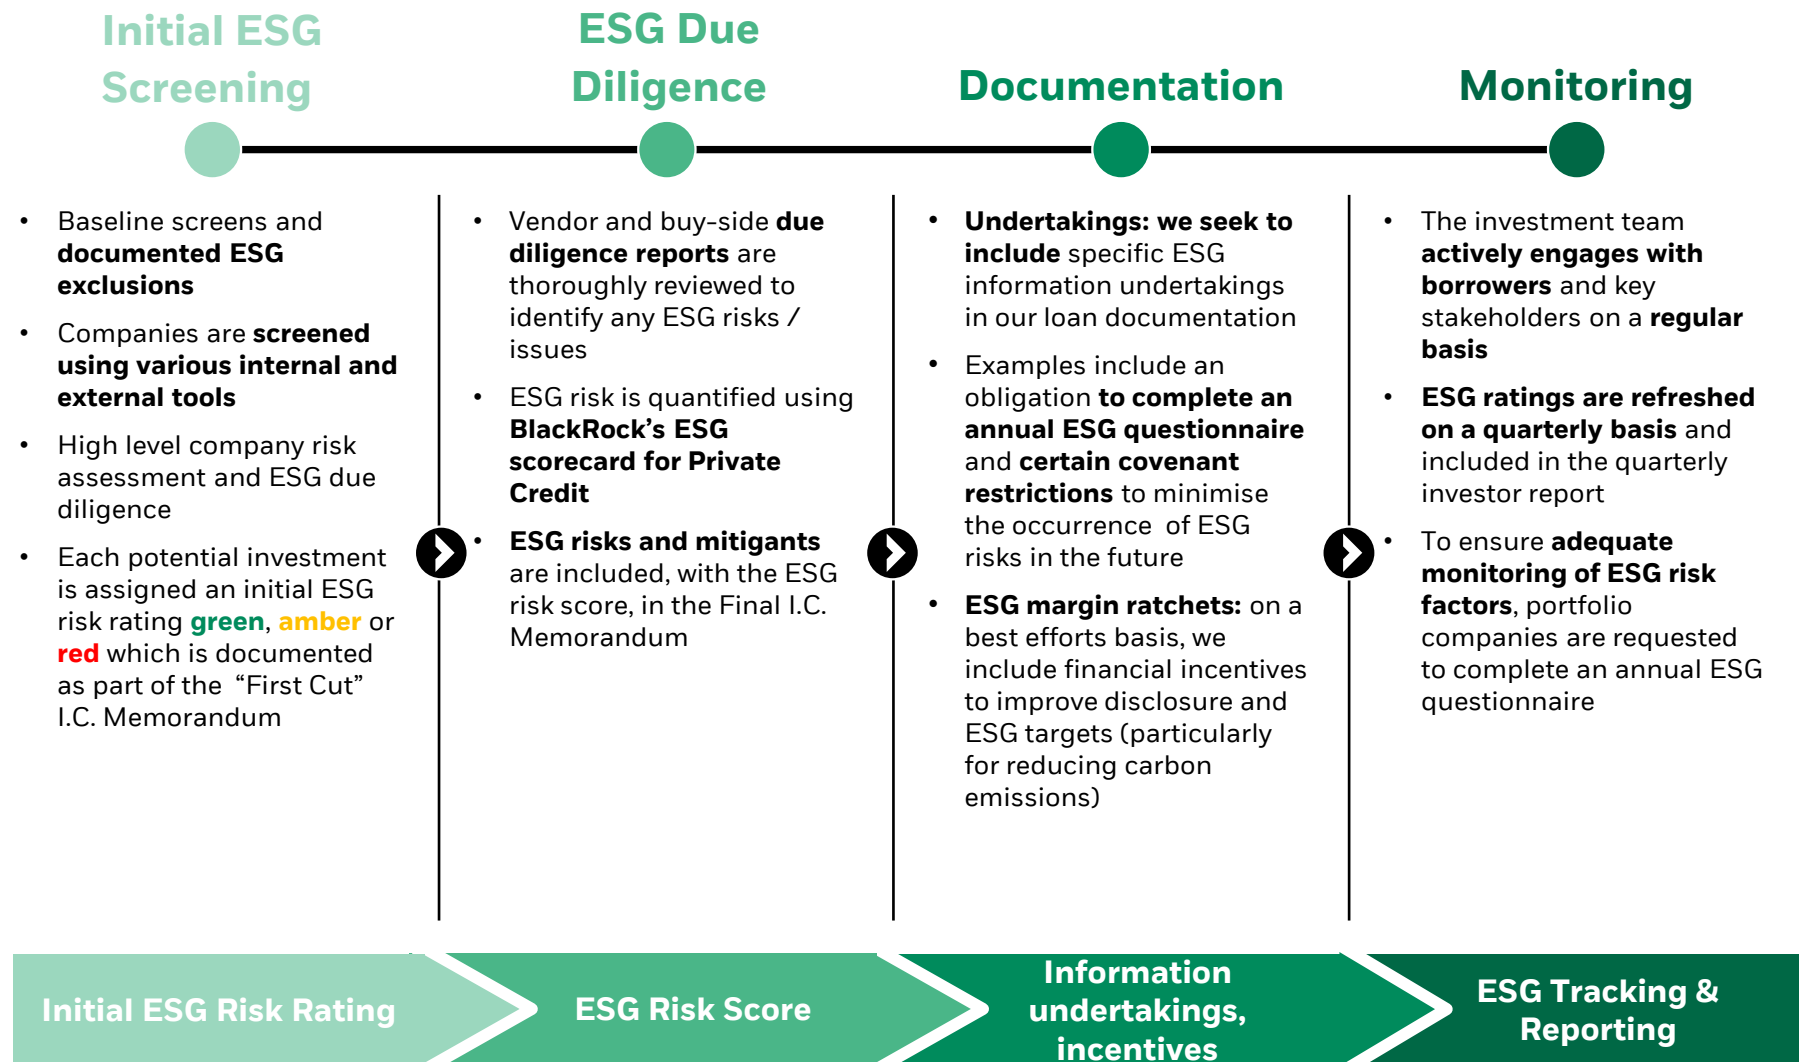 Initial ESG
Screening
ESG Due
Diligence
Documentation
Monitoring
• Baseline screens and
documented ESG
exclusions
• Companies are screened
using various internal and
external tools
• High level company risk
assessment and ESG due
diligence
• Each potential investment
is assigned an initial ESG
risk rating green, amber or
red which is documented
as part of the “First Cut”
I.C. Memorandum
• Vendor and buy-side due
diligence reports are
thoroughly reviewed to
identify any ESG risks /
issues
• ESG risk is quantified using
BlackRock’s ESG
scorecard for Private
Credit
• ESG risks and mitigants
are included, with the ESG
risk score, in the Final I.C.
Memorandum
• Undertakings: we seek to
include specific ESG
information undertakings
in our loan documentation
• Examples include an
obligation to complete an
annual ESG questionnaire
and certain covenant
restrictions to minimise
the occurrence of ESG
risks in the future
• ESG margin ratchets: on a
best efforts basis, we
include financial incentives
to improve disclosure and
ESG targets (particularly
for reducing carbon
emissions)
• The investment team
actively engages with
borrowers and key
stakeholders on a regular
basis
• ESG ratings are refreshed
on a quarterly basis and
included in the quarterly
investor report
• To ensure adequate
monitoring of ESG risk
factors, portfolio
companies are requested
to complete an annual ESG
questionnaire
Initial ESG Risk Rating
ESG Risk Score
Information
undertakings,
incentives
ESG Tracking &
Reporting